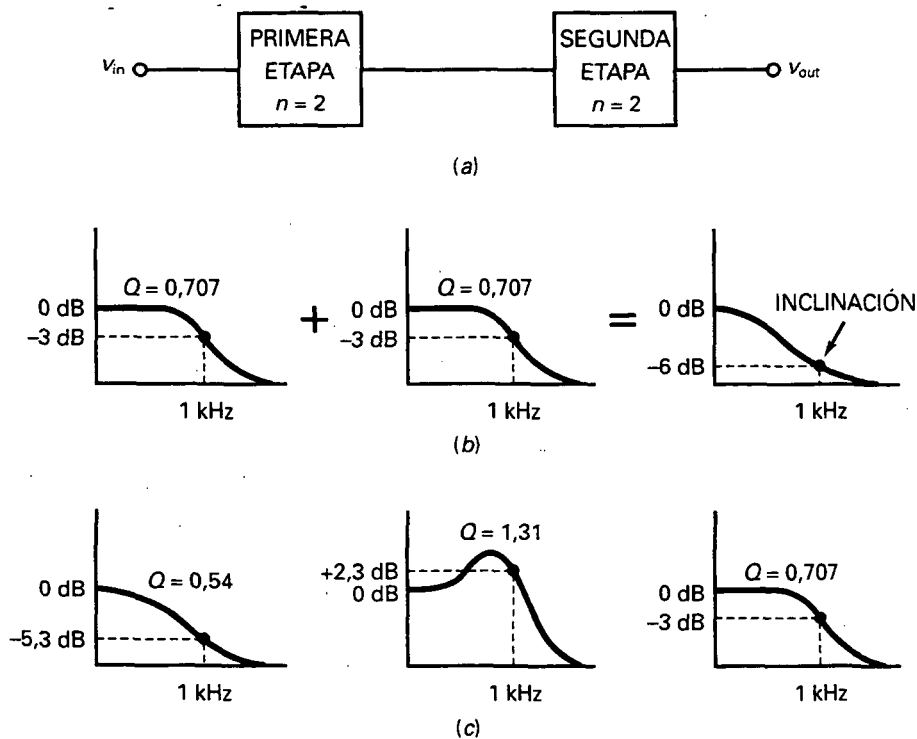 PRIMERA
ETAPA
n = 2
SEGUNDA
ETAPA
n = 2
v_in
v_out
(a)
Q = 0,707
0 dB
–3 dB
1 kHz
+
Q = 0,707
0 dB
–3 dB
1 kHz
=
INCLINACIÓN
0 dB
–6 dB
1 kHz
(b)
Q = 0,54
0 dB
–5,3 dB
1 kHz
Q = 1,31
+2,3 dB
0 dB
1 kHz
Q = 0,707
0 dB
–3 dB
1 kHz
(c)